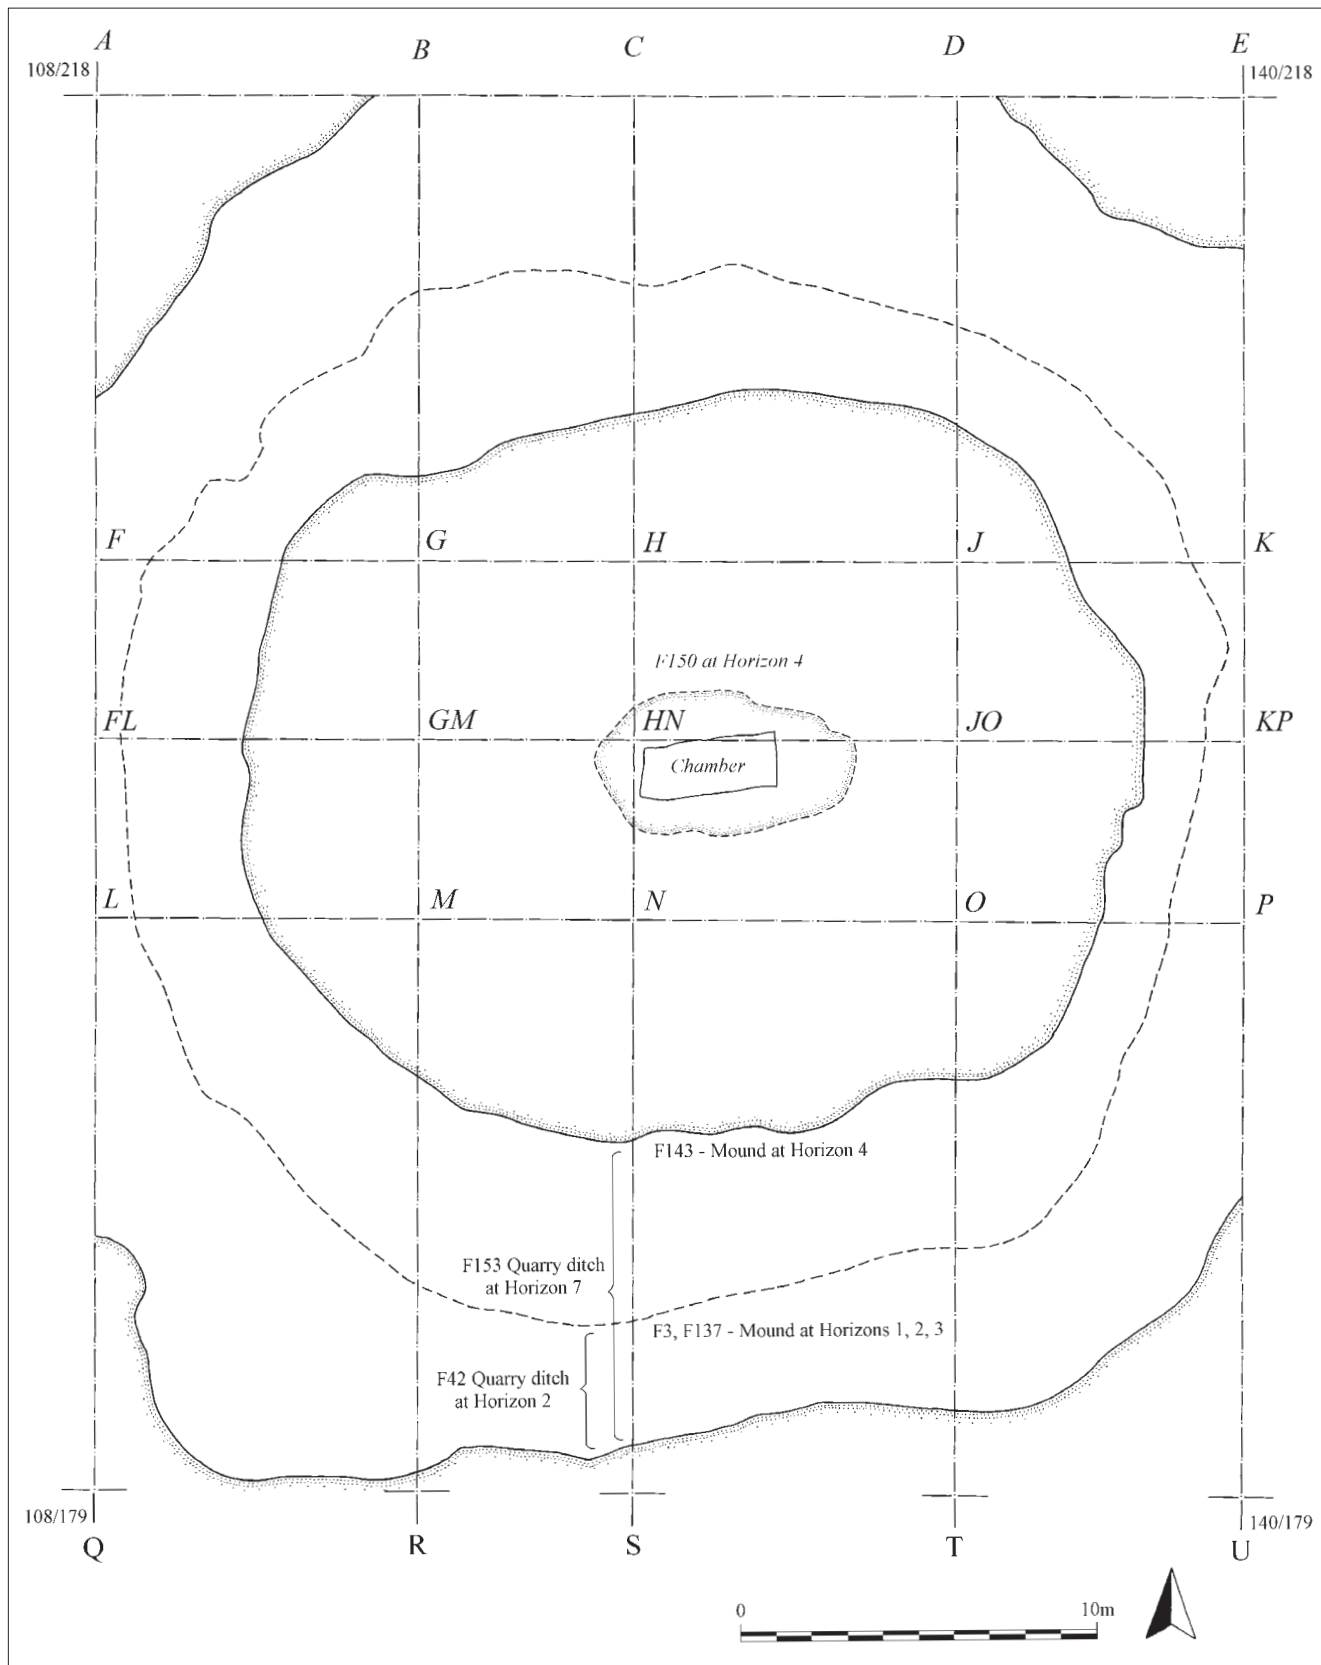 A
B
C
D
E
108/218
140/218
F
G
H
J
K
F150 at Horizon 4
FL
GM
HN
JO
KP
Chamber
L
M
N
O
P
F143 - Mound at Horizon 4
F153 Quarry ditch
at Horizon 7
F3, F137 - Mound at Horizons 1, 2, 3
F42 Quarry ditch
at Horizon 2
108/179
140/179
Q
R
S
T
U
0
10m